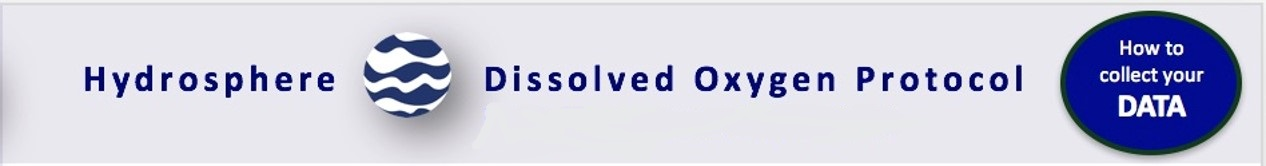 Hydrosphere Dissolved Oxygen Protocol
How to
collect your
DATA